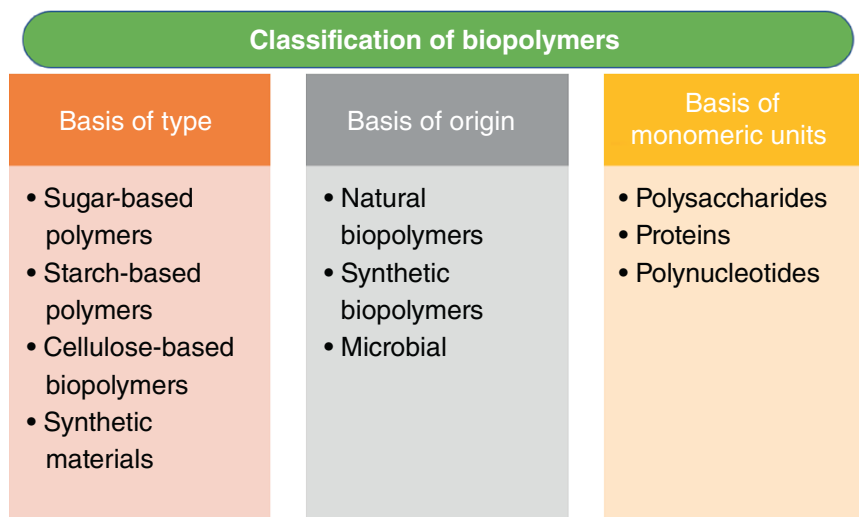 Classification of biopolymers
Basis of type
• Sugar-based
polymers
• Starch-based
polymers
• Cellulose-based
biopolymers
• Synthetic
materials
Basis of origin
• Natural
biopolymers
• Synthetic
biopolymers
• Microbial
Basis of
monomeric units
• Polysaccharides
• Proteins
• Polynucleotides